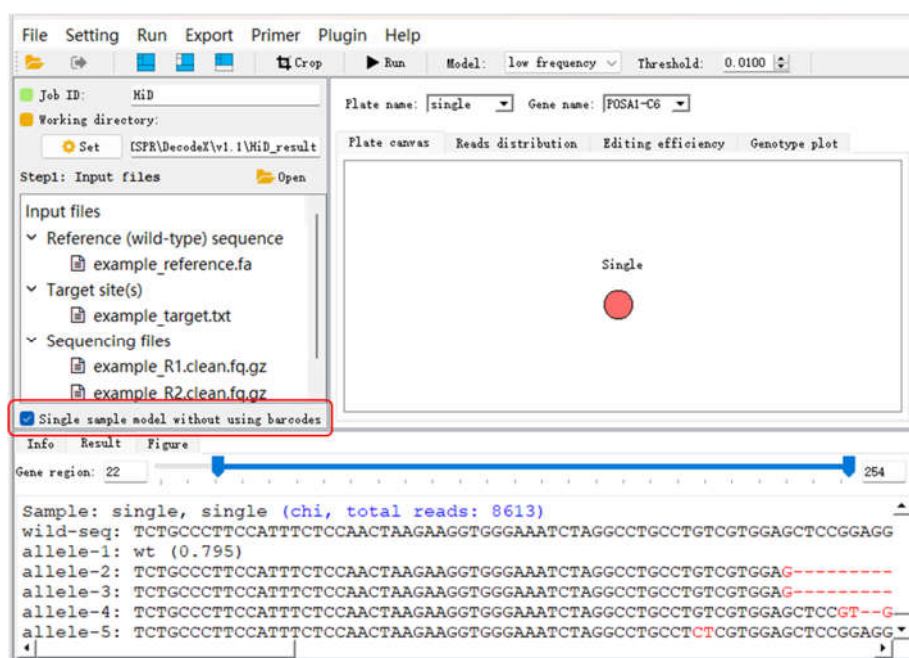 File Setting Run Export Primer Plugin Help
Crop Run Model: low frequency Threshold: 0.0100
Job ID: HiD
Working directory:
Set [SPR\DecodeX\v1.1\HiD_result
Step1: Input files Open
Input files
Reference (wild-type) sequence
example_reference.fa
Target site(s)
example_target.txt
Sequencing files
example_R1.clean.fq.gz
example_R2.clean.fq.gz
Single sample model without using barcodes
Plate name: single Gene name: POSA1-C6
Plate canvas Reads distribution Editing efficiency Genotype plot
Single
Info Result Figure
Gene region: 22 254
Sample: single, single (chi, total reads: 8613)
wild-seq: TCTGCCCTTCCATTTCTCCAACTAAGAAGGTGGGAAATCTAGGCCTGCCTGTCGTGGAGCTCCGGAGG
allele-1: wt (0.795)
allele-2: TCTGCCCTTCCATTTCTCCAACTAAGAAGGTGGGAAATCTAGGCCTGCCTGTCGTGGAG---------
allele-3: TCTGCCCTTCCATTTCTCCAACTAAGAAGGTGGGAAATCTAGGCCTGCCTGTCGTGGAG---------
allele-4: TCTGCCCTTCCATTTCTCCAACTAAGAAGGTGGGAAATCTAGGCCTGCCTGTCGTGGAGCTCCGT--G
allele-5: TCTGCCCTTCCATTTCTCCAACTAAGAAGGTGGGAAATCTAGGCCTGCCTCTCGTGGAGCTCCGGAGG